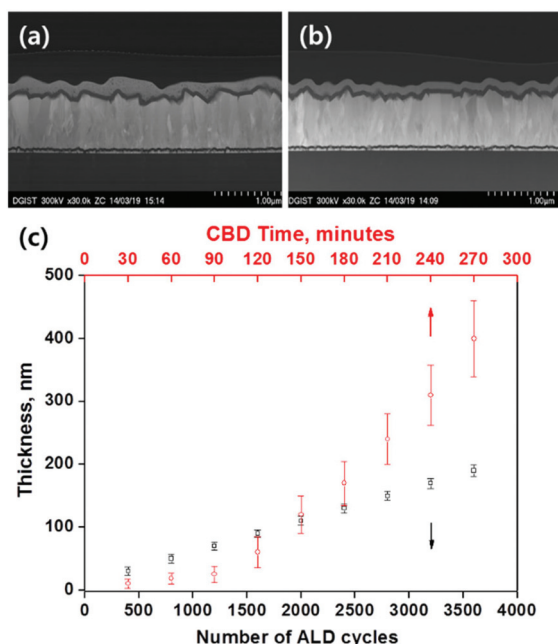 (a)
(b)
DGIST 300kV x30.0k ZC 14/03/19 15:14
1.00µm
DGIST 300kV x30.0k ZC 14/03/19 14:09
1.00µm
(c)
CBD Time, minutes
0 30 60 90 120 150 180 210 240 270 300
500
400
300
200
100
0
Thickness, nm
0 500 1000 1500 2000 2500 3000 3500 4000
Number of ALD cycles